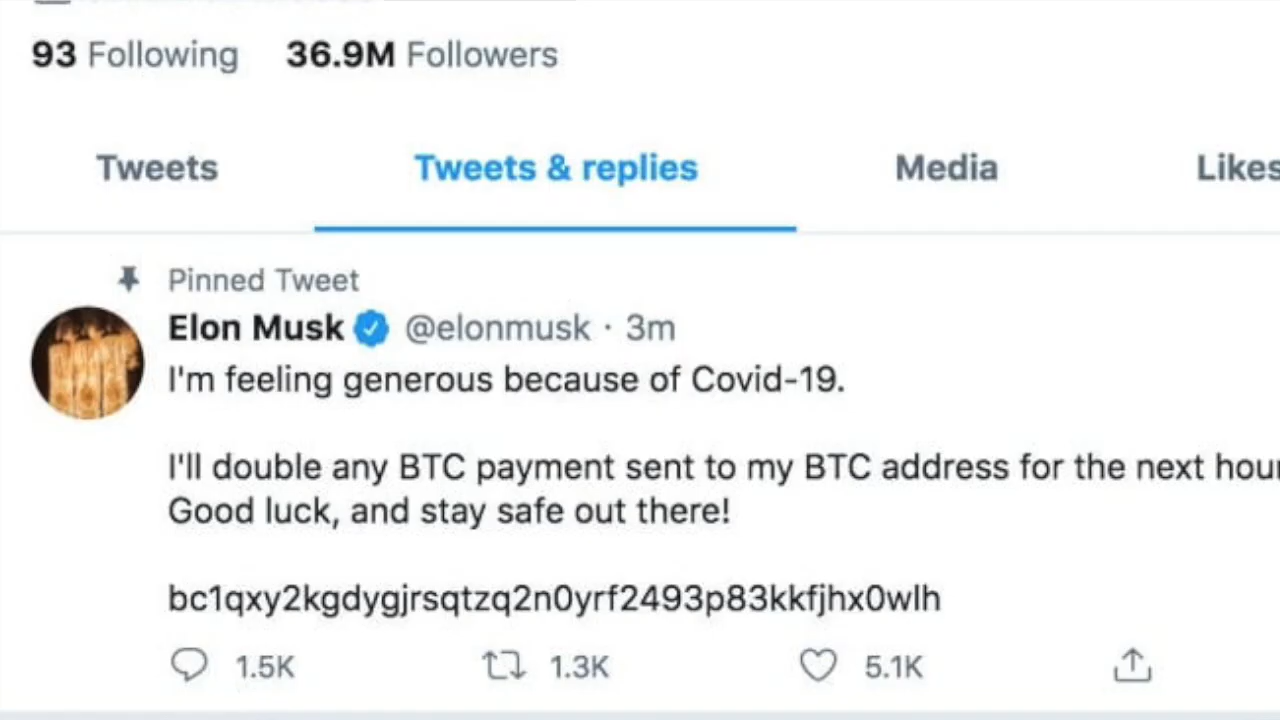 93 Following 36.9M Followers
Tweets Tweets & replies Media Likes
Pinned Tweet
Elon Musk @elonmusk · 3m
I'm feeling generous because of Covid-19.
I'll double any BTC payment sent to my BTC address for the next hour
Good luck, and stay safe out there!
bc1qxy2kgdygjrsqtzq2n0yrf2493p83kkfjhx0wlh
1.5K 1.3K 5.1K